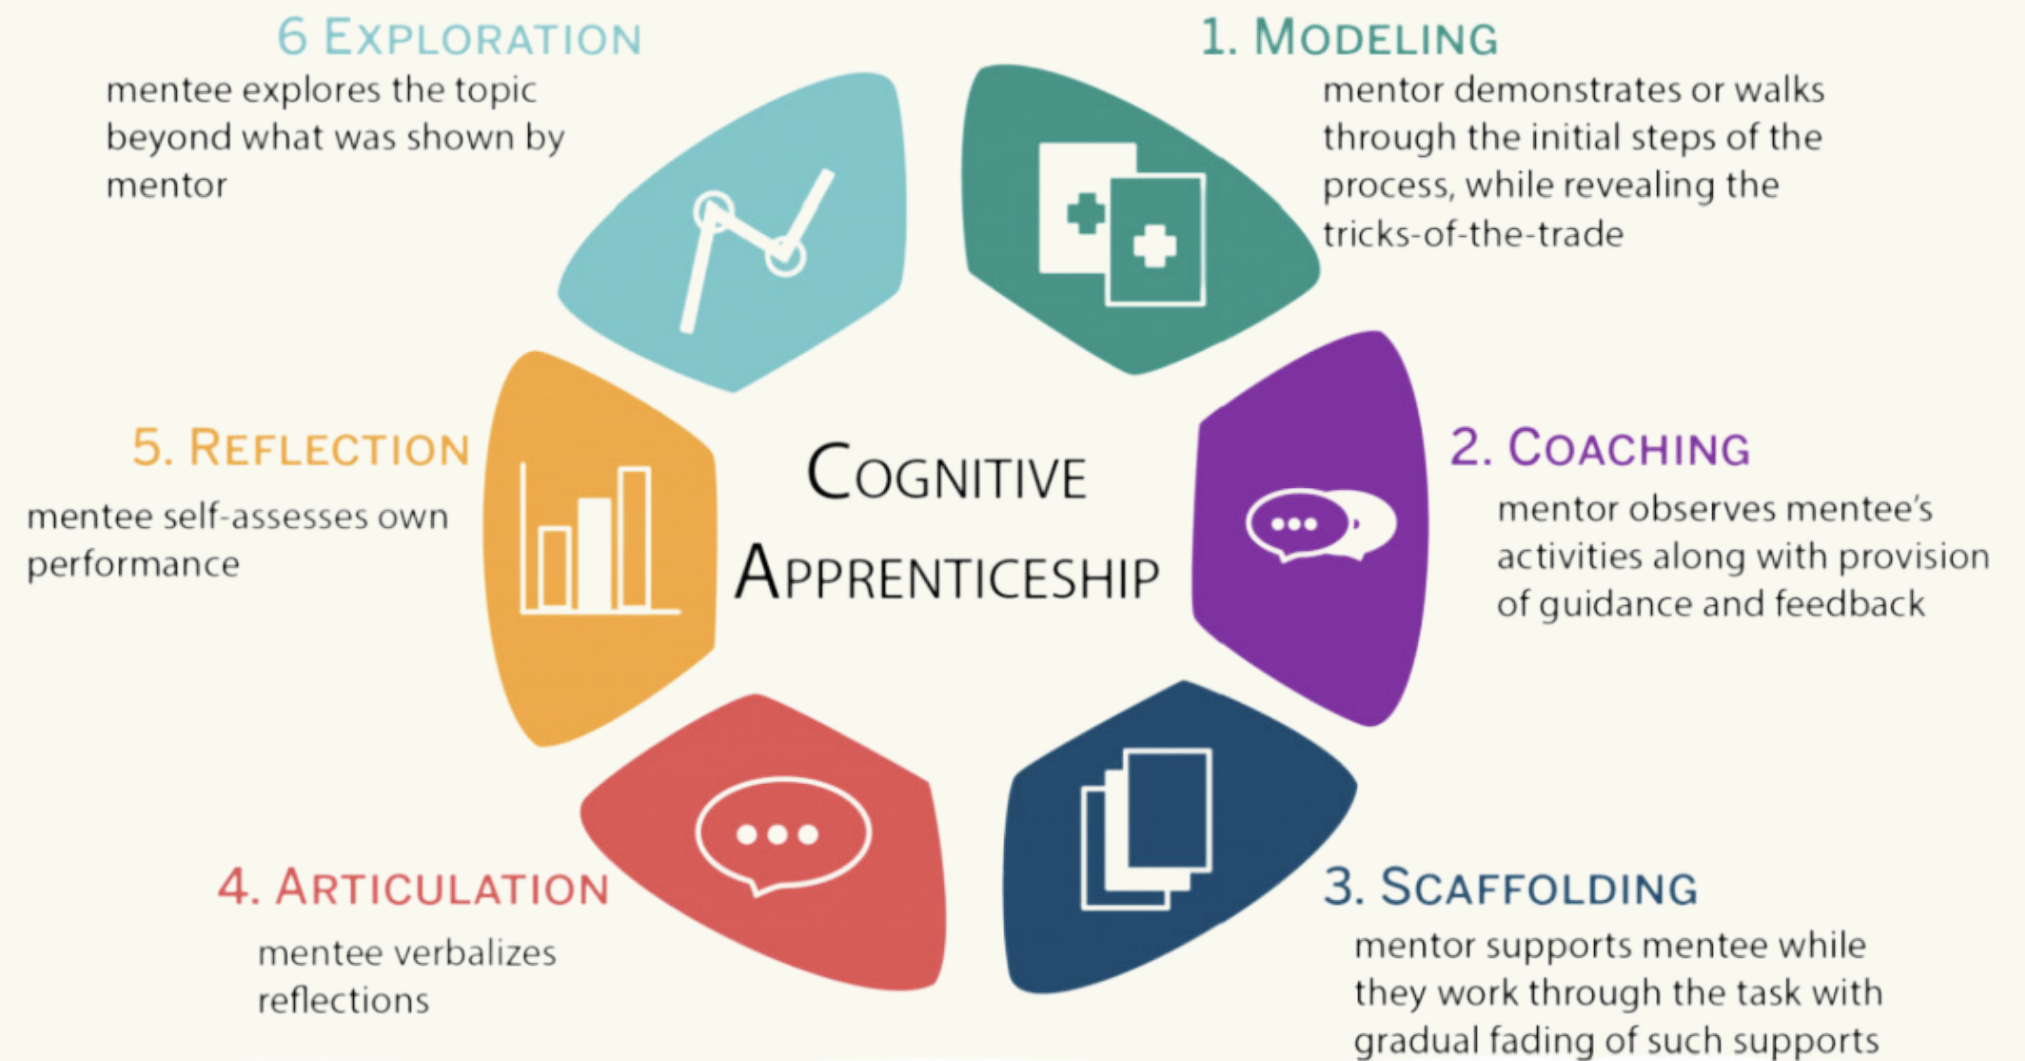 6 EXPLORATION
mentee explores the topic
beyond what was shown by
mentor
1. MODELING
mentor demonstrates or walks
through the initial steps of the
process, while revealing the
tricks-of-the-trade
5. REFLECTION
mentee self-assesses own
performance
COGNITIVE
APPRENTICESHIP
2. COACHING
mentor observes mentee's
activities along with provision
of guidance and feedback
4. ARTICULATION
mentee verbalizes
reflections
3. SCAFFOLDING
mentor supports mentee while
they work through the task with
gradual fading of such supports